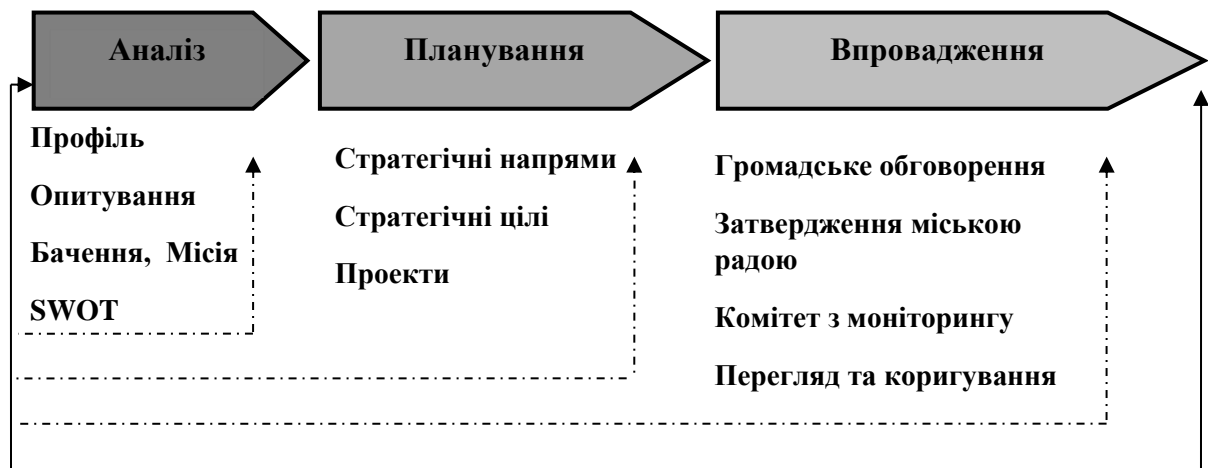 Аналіз
Планування
Впровадження
Профіль
Опитування
Бачення, Місія
SWOT
Стратегічні напрями
Стратегічні цілі
Проекти
Громадське обговорення
Затвердження міською
радою
Комітет з моніторингу
Перегляд та коригування